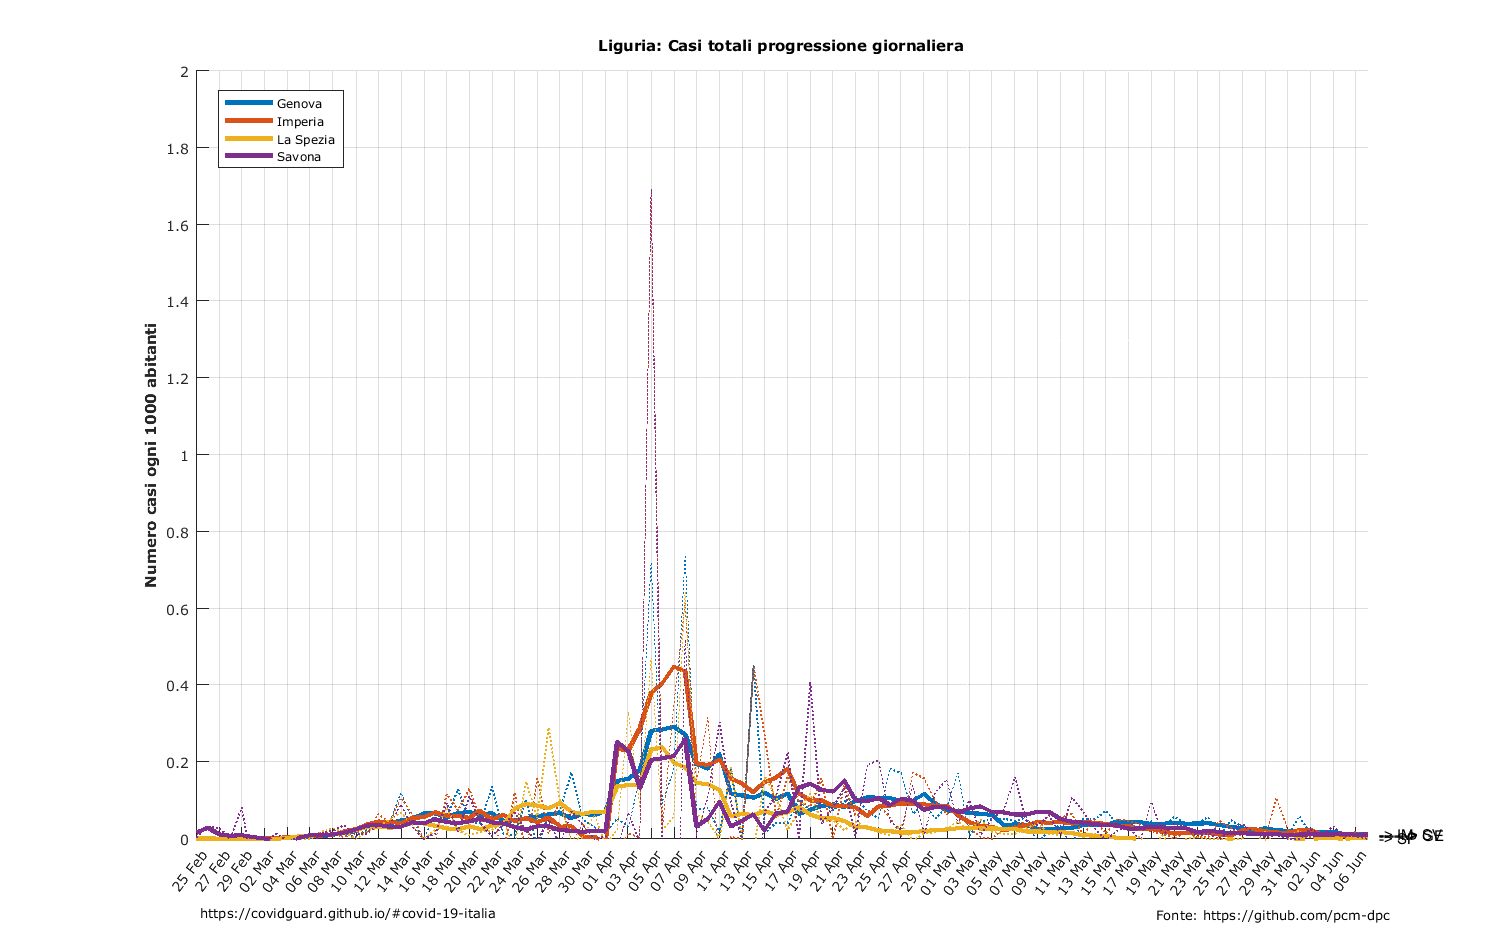 Liguria: Casi totali progressione giornaliera
Numero casi ogni 1000 abitanti
2
1.8
1.6
1.4
1.2
1
0.8
0.6
0.4
0.2
0
Genova
Imperia
La Spezia
Savona
25 Feb
27 Feb
29 Feb
02 Mar
04 Mar
06 Mar
08 Mar
10 Mar
12 Mar
14 Mar
16 Mar
18 Mar
20 Mar
22 Mar
24 Mar
26 Mar
28 Mar
30 Mar
01 Apr
03 Apr
05 Apr
07 Apr
09 Apr
11 Apr
13 Apr
15 Apr
17 Apr
19 Apr
21 Apr
23 Apr
25 Apr
27 Apr
29 Apr
01 May
03 May
05 May
07 May
09 May
11 May
13 May
15 May
17 May
19 May
21 May
23 May
25 May
27 May
29 May
31 May
02 Jun
04 Jun
06 Jun
https://covidguard.github.io/#covid-19-italia
Fonte: https://github.com/pcm-dpc